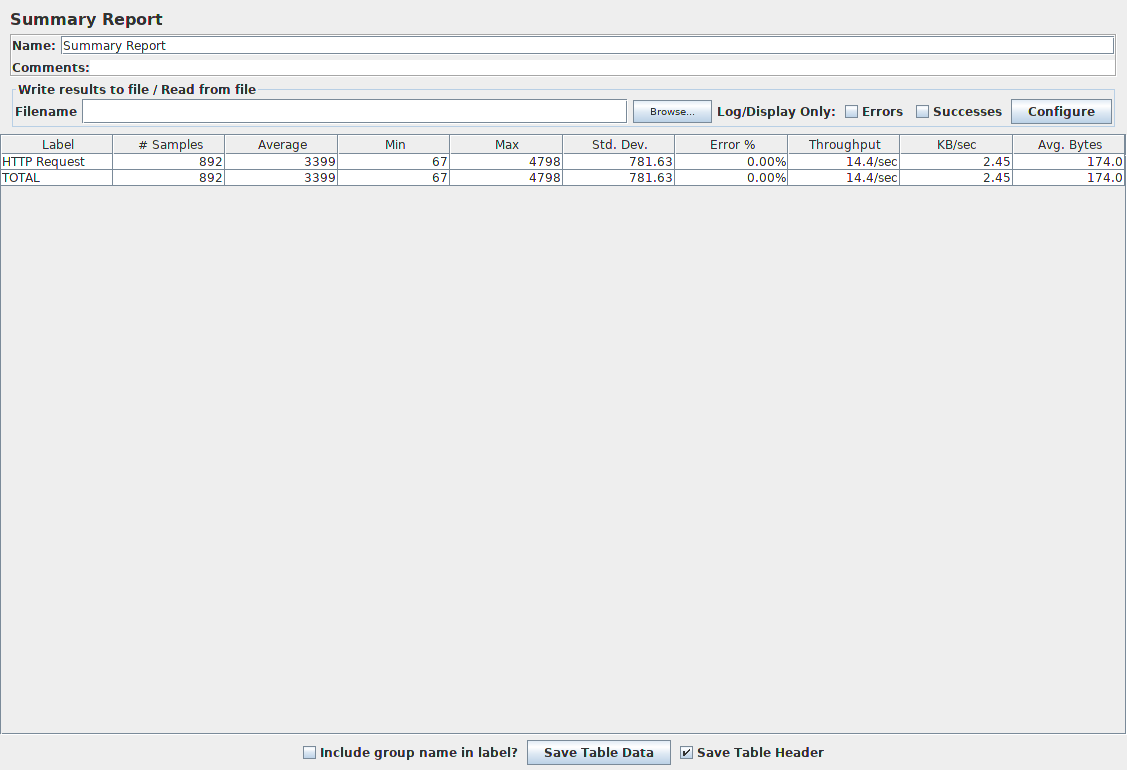 Summary Report
Name: Summary Report
Comments:
Write results to file / Read from file
Filename Browse... Log/Display Only: Errors Successes Configure
Label # Samples Average Min Max Std. Dev. Error % Throughput KB/sec Avg. Bytes
HTTP Request 892 3399 67 4798 781.63 0.00% 14.4/sec 2.45 174.0
TOTAL 892 3399 67 4798 781.63 0.00% 14.4/sec 2.45 174.0
Include group name in label? Save Table Data Save Table Header